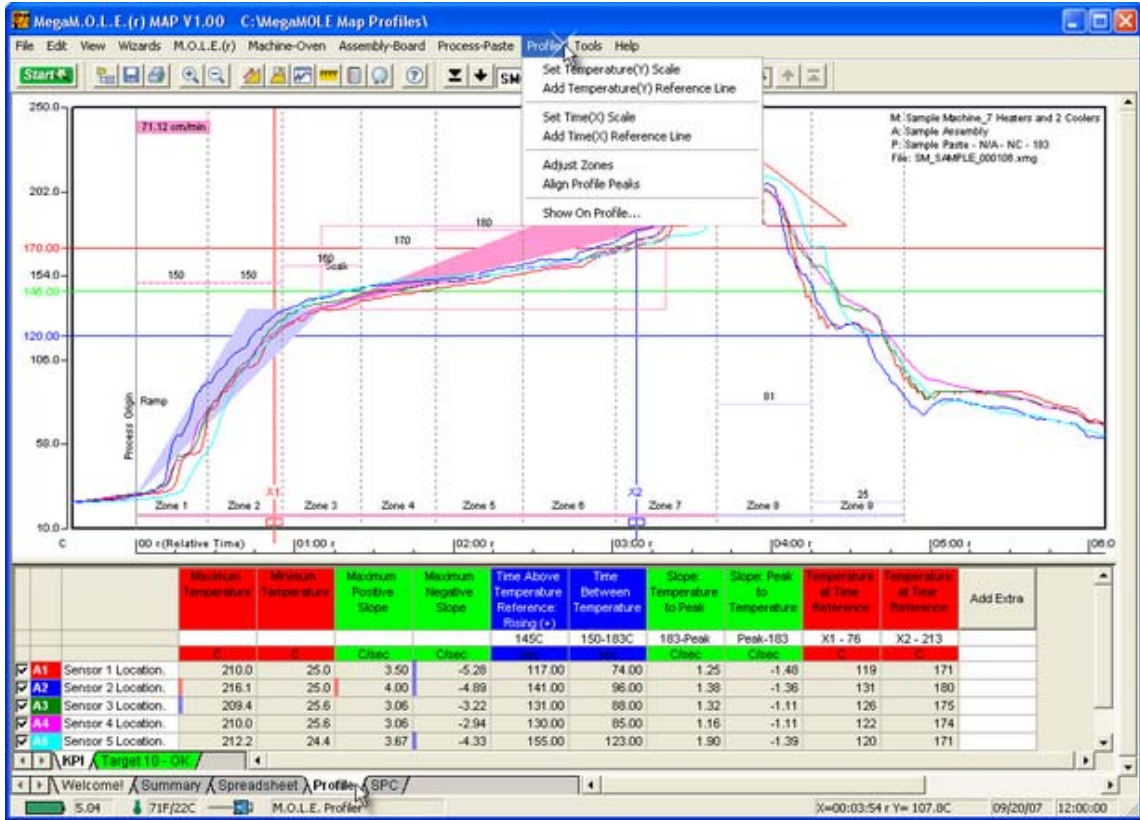 MegaM.O.L.E.(r) MAP V1.00 C:\MegaMOLE Map Profiles\
File Edit View Wizards M.O.L.E.(r) Machine-Oven Assembly-Board Process-Paste Profile Tools Help
Start
Set Temperature(Y) Scale
Add Temperature(Y) Reference Line
Set Time(X) Scale
Add Time(X) Reference Line
Adjust Zones
Align Profile Peaks
Show On Profile...
71.12 cm/min
M: Sample Machine_7 Heaters and 2 Coolers
A: Sample Assembly
P: Sample Paste - N/A - NC - 183
File: SM_SAMPLE_000106.xmg
250.0
202.0
170.00
154.0
145.00
120.00
106.0
58.0
10.0
150
150
160
Soak
170
180
81
25
Process Origin
Ramp
X1
X2
Zone 1 Zone 2 Zone 3 Zone 4 Zone 5 Zone 6 Zone 7 Zone 8 Zone 9
C 00 r(Relative Time) 01:00 r 02:00 r 03:00 r 04:00 r 05:00 r 06:0
Maximum Temperature Minimum Temperature Maximum Positive Slope Maximum Negative Slope Time Above Temperature Reference: Rising (+) Time Between Temperature Slope: Temperature to Peak Slope: Peak to Temperature Temperature at Time Reference Temperature at Time Reference Add Extra
145C 150-183C 183-Peak Peak-183 X1 - 76 X2 - 213
C C C/sec C/sec C/sec C/sec C C
A1 Sensor 1 Location. 210.0 25.0 3.50 -5.28 117.00 74.00 1.25 -1.48 119 171
A2 Sensor 2 Location. 216.1 25.0 4.00 -4.89 141.00 96.00 1.38 -1.36 131 180
A3 Sensor 3 Location. 209.4 25.6 3.06 -3.22 131.00 88.00 1.32 -1.11 126 175
A4 Sensor 4 Location. 210.0 25.6 3.06 -2.94 130.00 85.00 1.16 -1.11 122 174
A5 Sensor 5 Location. 212.2 24.4 3.67 -4.33 155.00 123.00 1.90 -1.39 120 171
KPI Target 10 - OK
Welcome! Summary Spreadsheet Profile SPC
5.04 71F/22C M.O.L.E. Profiler X=00:03:54 r Y= 107.8C 09/20/07 12:00:00